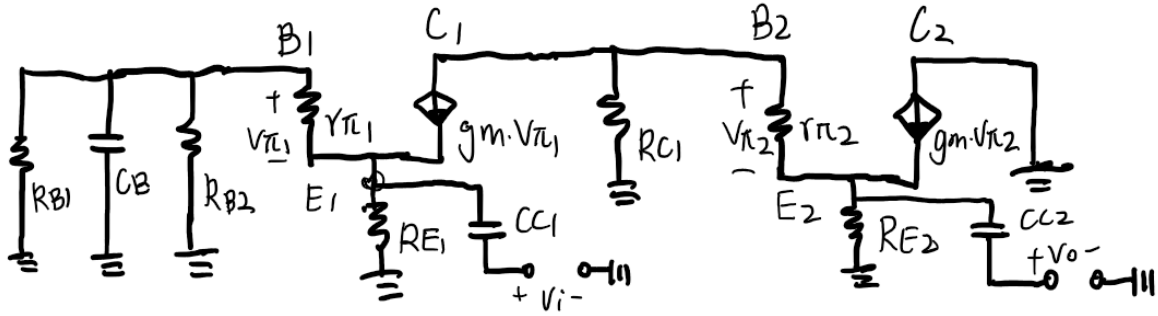 B1
C1
B2
C2
+
Vπ1
-
rπ1
gm·Vπ1
RC1
+
Vπ2
-
rπ2
gm·Vπ2
RB1
CB
RB2
E1
RE1
CC1
+ Vi -
E2
RE2
CC2
+ Vo -